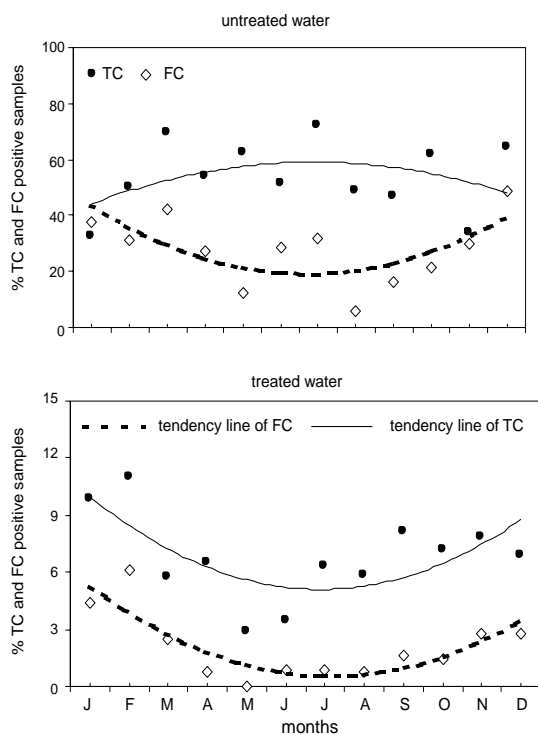 untreated water
100
TC FC
80
60
40
20
0
% TC and FC positive samples
treated water
15
tendency line of FC tendency line of TC
12
9
6
3
0
% TC and FC positive samples
J F M A M J J A S O N D
months